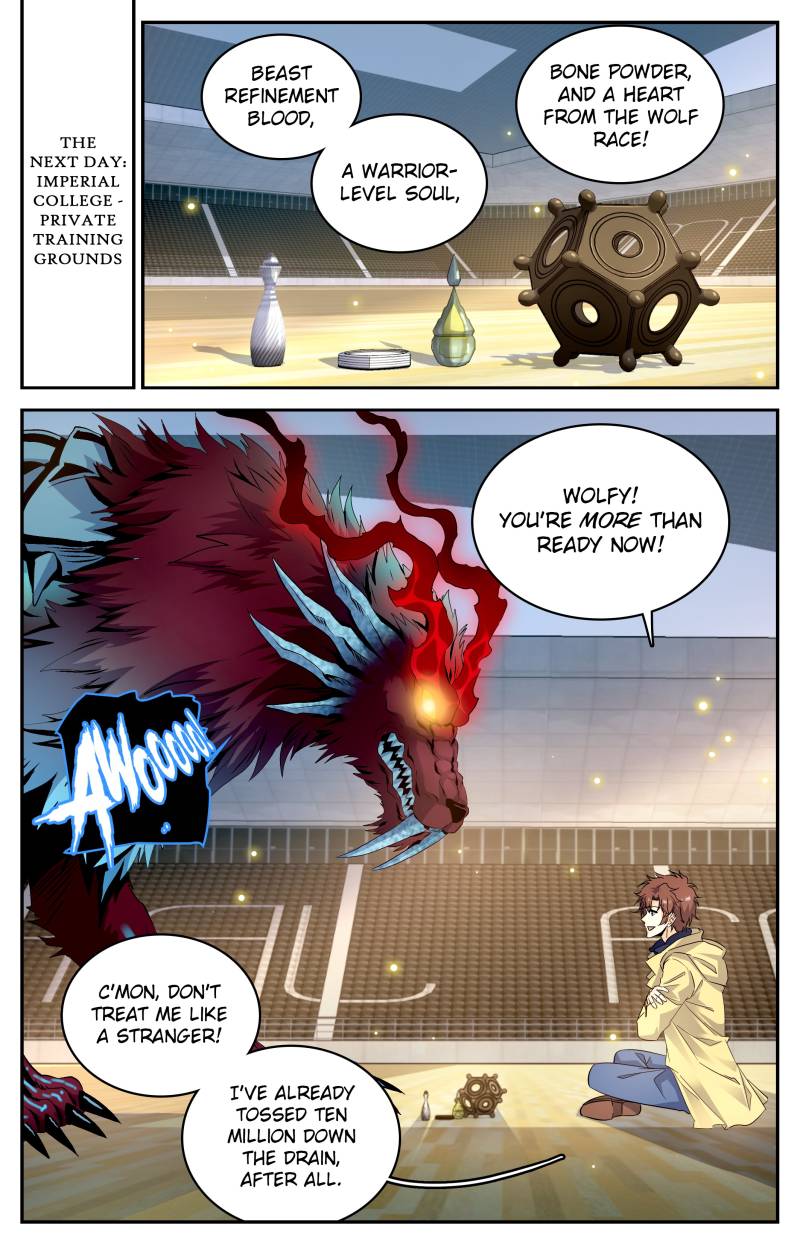 THE
NEXT DAY:
IMPERIAL
COLLEGE -
PRIVATE
TRAINING
GROUNDS
BEAST
REFINEMENT
BLOOD,
A WARRIOR-
LEVEL SOUL,
BONE POWDER,
AND A HEART
FROM THE WOLF
RACE!
WOLFY!
YOU'RE MORE THAN
READY NOW!
AWOOOOO!
C'MON, DON'T
TREAT ME LIKE
A STRANGER!
I'VE ALREADY
TOSSED TEN
MILLION DOWN
THE DRAIN,
AFTER ALL.